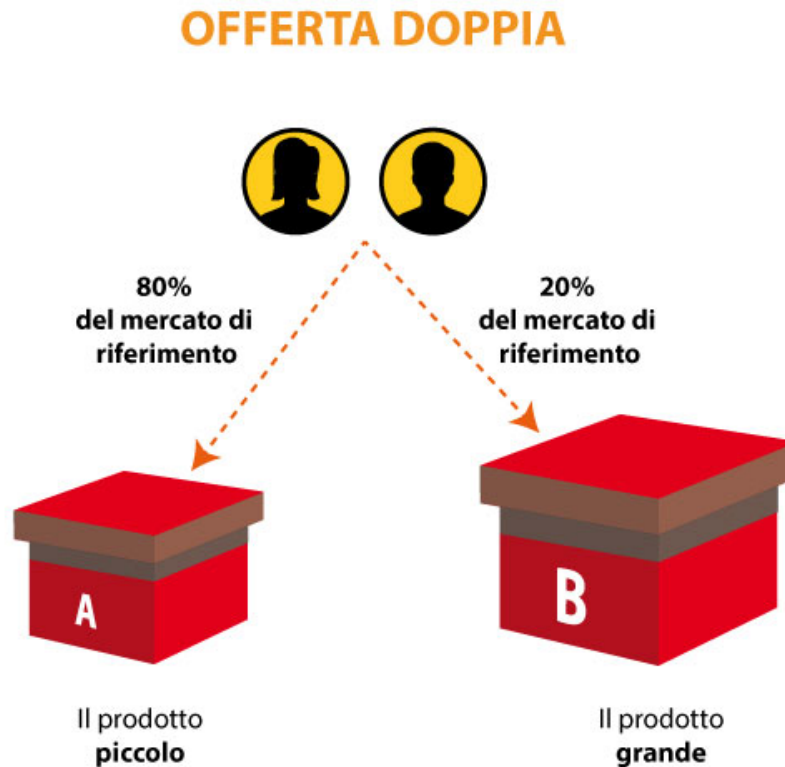 OFFERTA DOPPIA
80%
del mercato di
riferimento
20%
del mercato di
riferimento
A
B
Il prodotto
piccolo
Il prodotto
grande